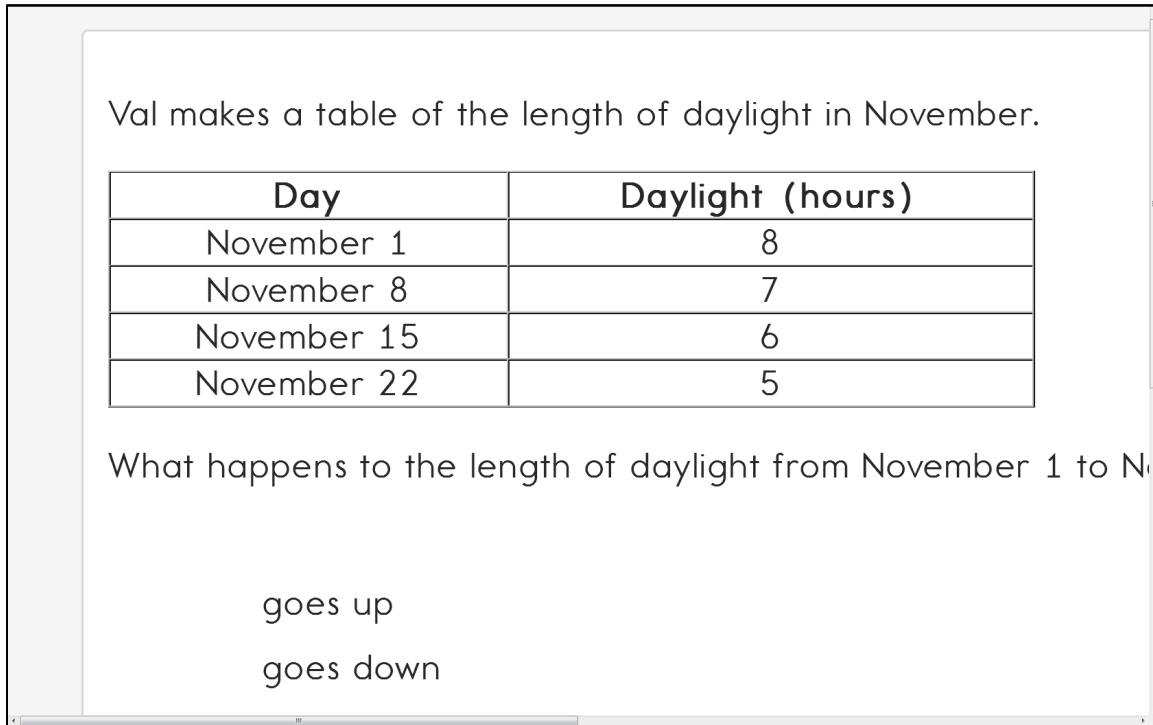 Val makes a table of the length of daylight in November.
Day Daylight (hours)
November 1 8
November 8 7
November 15 6
November 22 5
What happens to the length of daylight from November 1 to
goes up
goes down